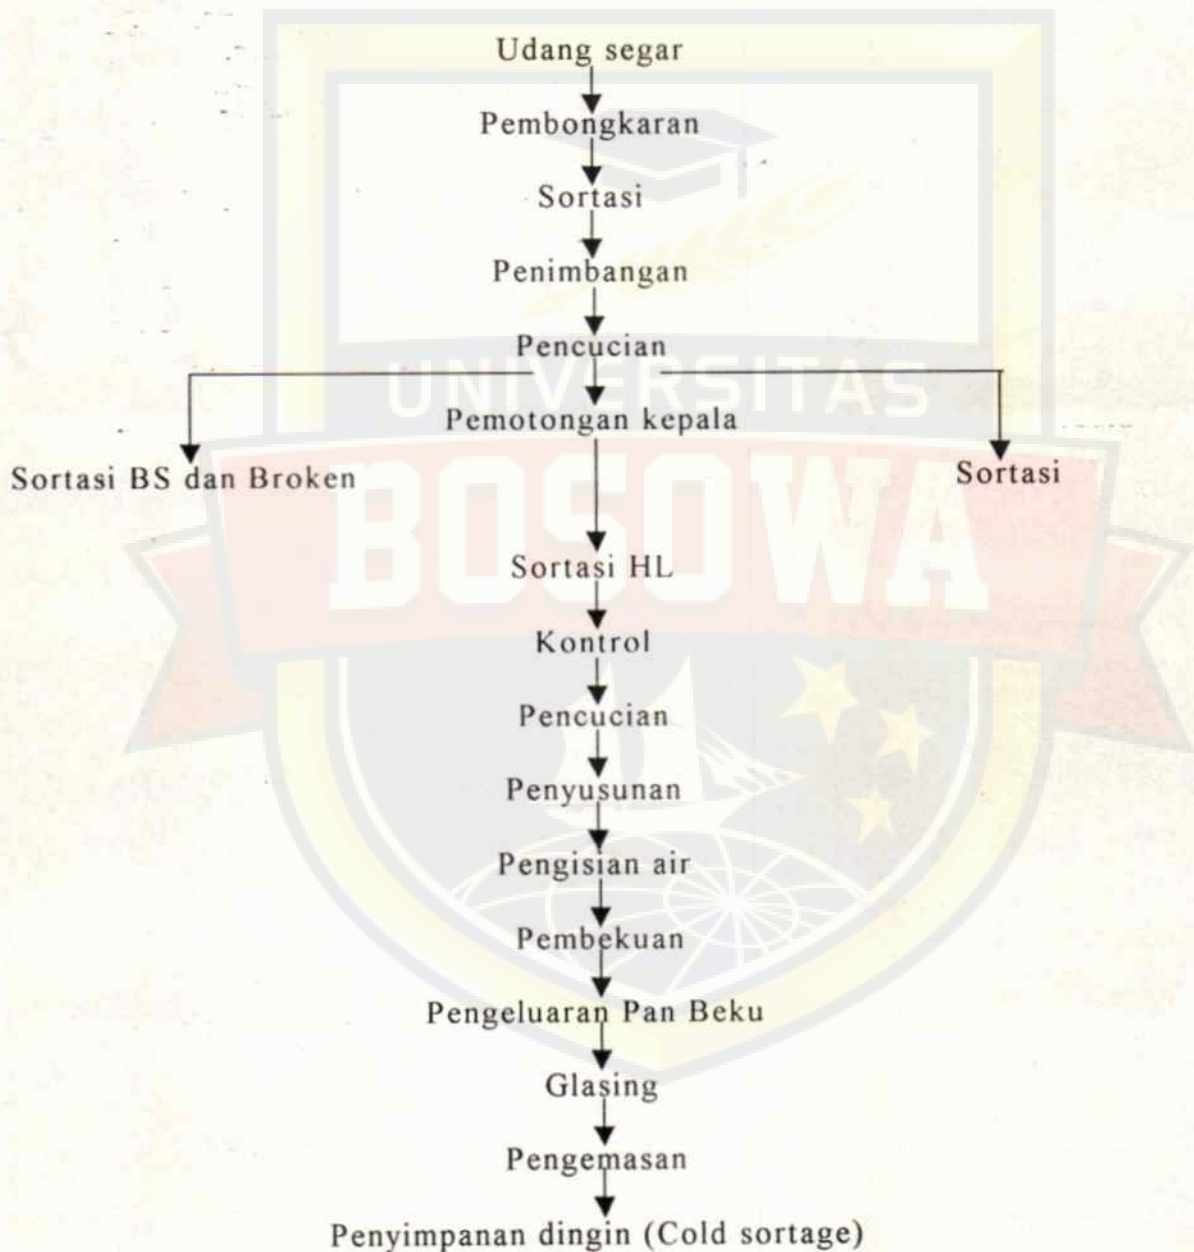 Udang segar
Pembongkaran
Sortasi
Penimbangan
Pencucian
UNIVERSITAS
Pemotongan kepala
Sortasi BS dan Broken
Sortasi
BOSOWA
Sortasi HL
Kontrol
Pencucian
Penyusunan
Pengisian air
Pembekuan
Pengeluaran Pan Beku
Glasing
Pengemasan
Penyimpanan dingin (Cold sortage)